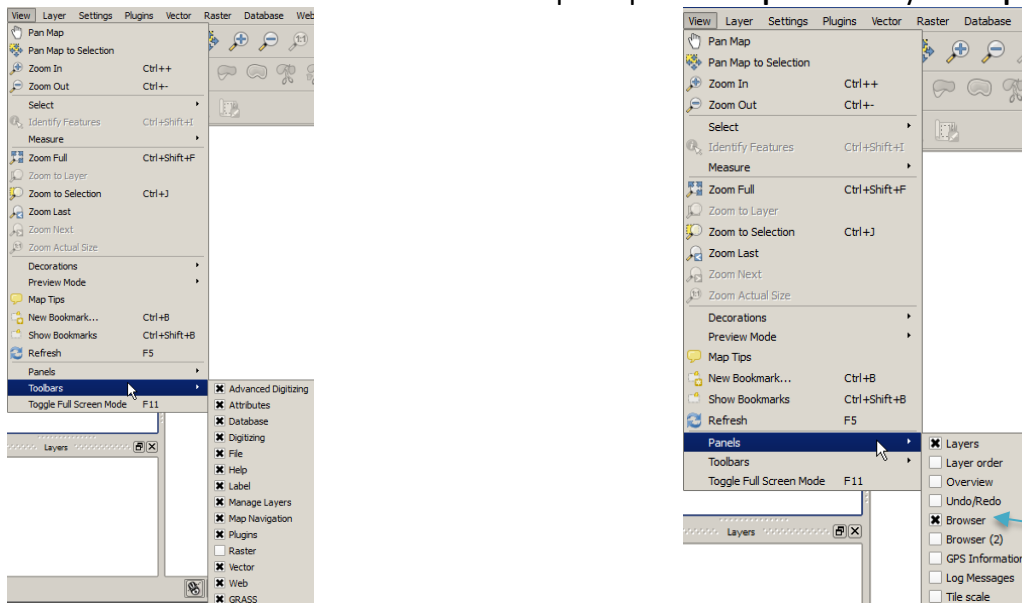 View Layer Settings Plugins Vector Raster Database Web
Pan Map
Pan Map to Selection
Zoom In Ctrl++
Zoom Out Ctrl+-
Select
Identify Features Ctrl+Shift+I
Measure
Zoom Full Ctrl+Shift+F
Zoom to Layer
Zoom to Selection Ctrl+J
Zoom Last
Zoom Next
Zoom Actual Size
Decorations
Preview Mode
Map Tips
New Bookmark... Ctrl+B
Show Bookmarks Ctrl+Shift+B
Refresh F5
Panels
Toolbars
Toggle Full Screen Mode F11
Advanced Digitizing
Attributes
Database
Digitizing
File
Help
Label
Manage Layers
Map Navigation
Plugins
Raster
Vector
Web
GRASS
Layers
View Layer Settings Plugins Vector Raster Database
Pan Map
Pan Map to Selection
Zoom In Ctrl++
Zoom Out Ctrl+-
Select
Identify Features Ctrl+Shift+I
Measure
Zoom Full Ctrl+Shift+F
Zoom to Layer
Zoom to Selection Ctrl+J
Zoom Last
Zoom Next
Zoom Actual Size
Decorations
Preview Mode
Map Tips
New Bookmark... Ctrl+B
Show Bookmarks Ctrl+Shift+B
Refresh F5
Panels
Toolbars
Toggle Full Screen Mode F11
Layers
Layer order
Overview
Undo/Redo
Browser
Browser (2)
GPS Information
Log Messages
Tile scale
Layers